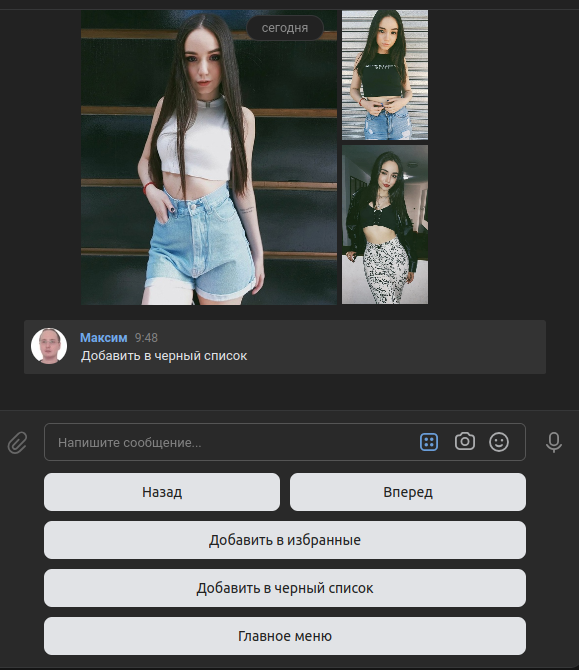 сегодня
Максим 9:48
Добавить в черный список
Напишите сообщение...
Назад
Вперед
Добавить в избранные
Добавить в черный список
Главное меню